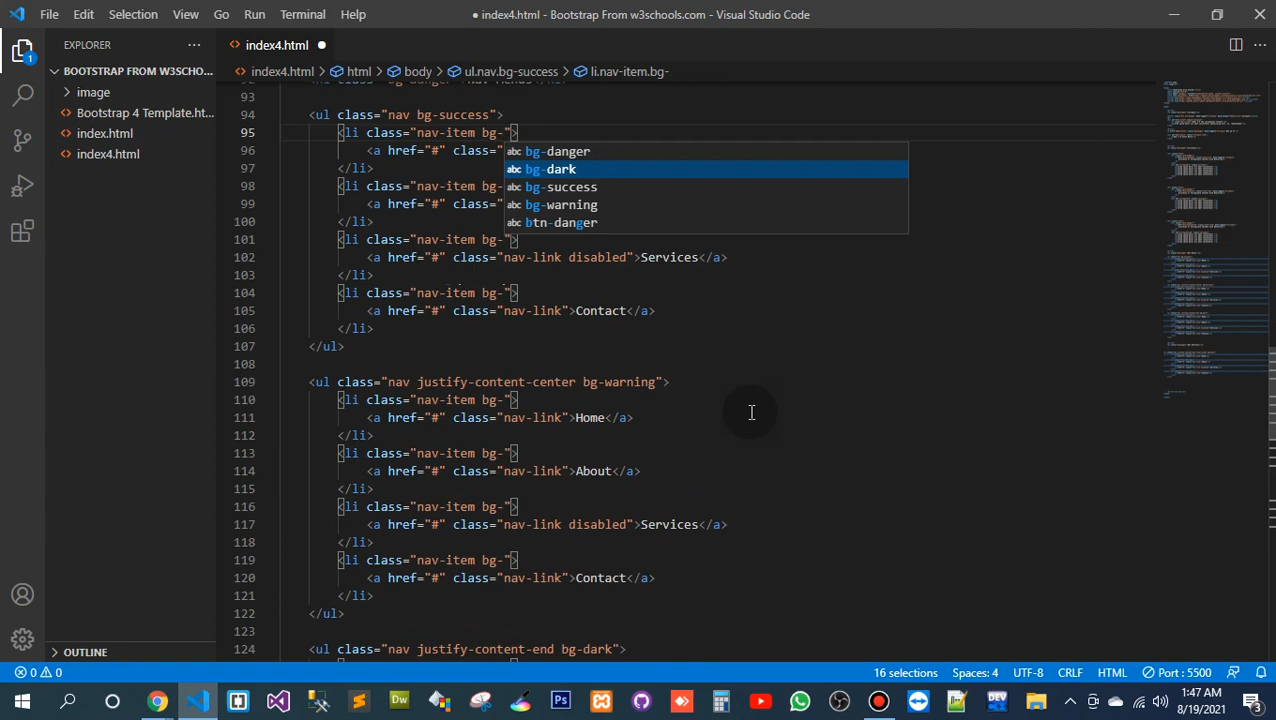 File Edit Selection View Go Run Terminal Help
● index4.html - Bootstrap From w3schools.com - Visual Studio Code
EXPLORER
index4.html
BOOTSTRAP FROM W3SCHO...
index4.html > html > body > ul.nav.bg-success > li.nav-item.bg-
image
Bootstrap 4 Template.ht...
index.html
index4.html
93
94 <ul class="nav bg-success">
95 <li class="nav-item bg-">
96 <a href="#" class="
97 </li>
98 <li class="nav-item bg-
99 <a href="#" class="
100 </li>
bg-danger
bg-dark
bg-success
bg-warning
btn-danger
101 <li class="nav-item bg-">
102 <a href="#" class="nav-link disabled">Services</a>
103 </li>
104 <li class="nav-item bg-">
105 <a href="#" class="nav-link">Contact</a>
106 </li>
107 </ul>
108
109 <ul class="nav justify-content-center bg-warning">
110 <li class="nav-item bg-">
111 <a href="#" class="nav-link">Home</a>
112 </li>
113 <li class="nav-item bg-">
114 <a href="#" class="nav-link">About</a>
115 </li>
116 <li class="nav-item bg-">
117 <a href="#" class="nav-link disabled">Services</a>
118 </li>
119 <li class="nav-item bg-">
120 <a href="#" class="nav-link">Contact</a>
121 </li>
122 </ul>
123
124 <ul class="nav justify-content-end bg-dark">
OUTLINE
0 0
16 selections Spaces: 4 UTF-8 CRLF HTML Port : 5500
1
Dw
Ps
DEV
1:47 AM
8/19/2021
3